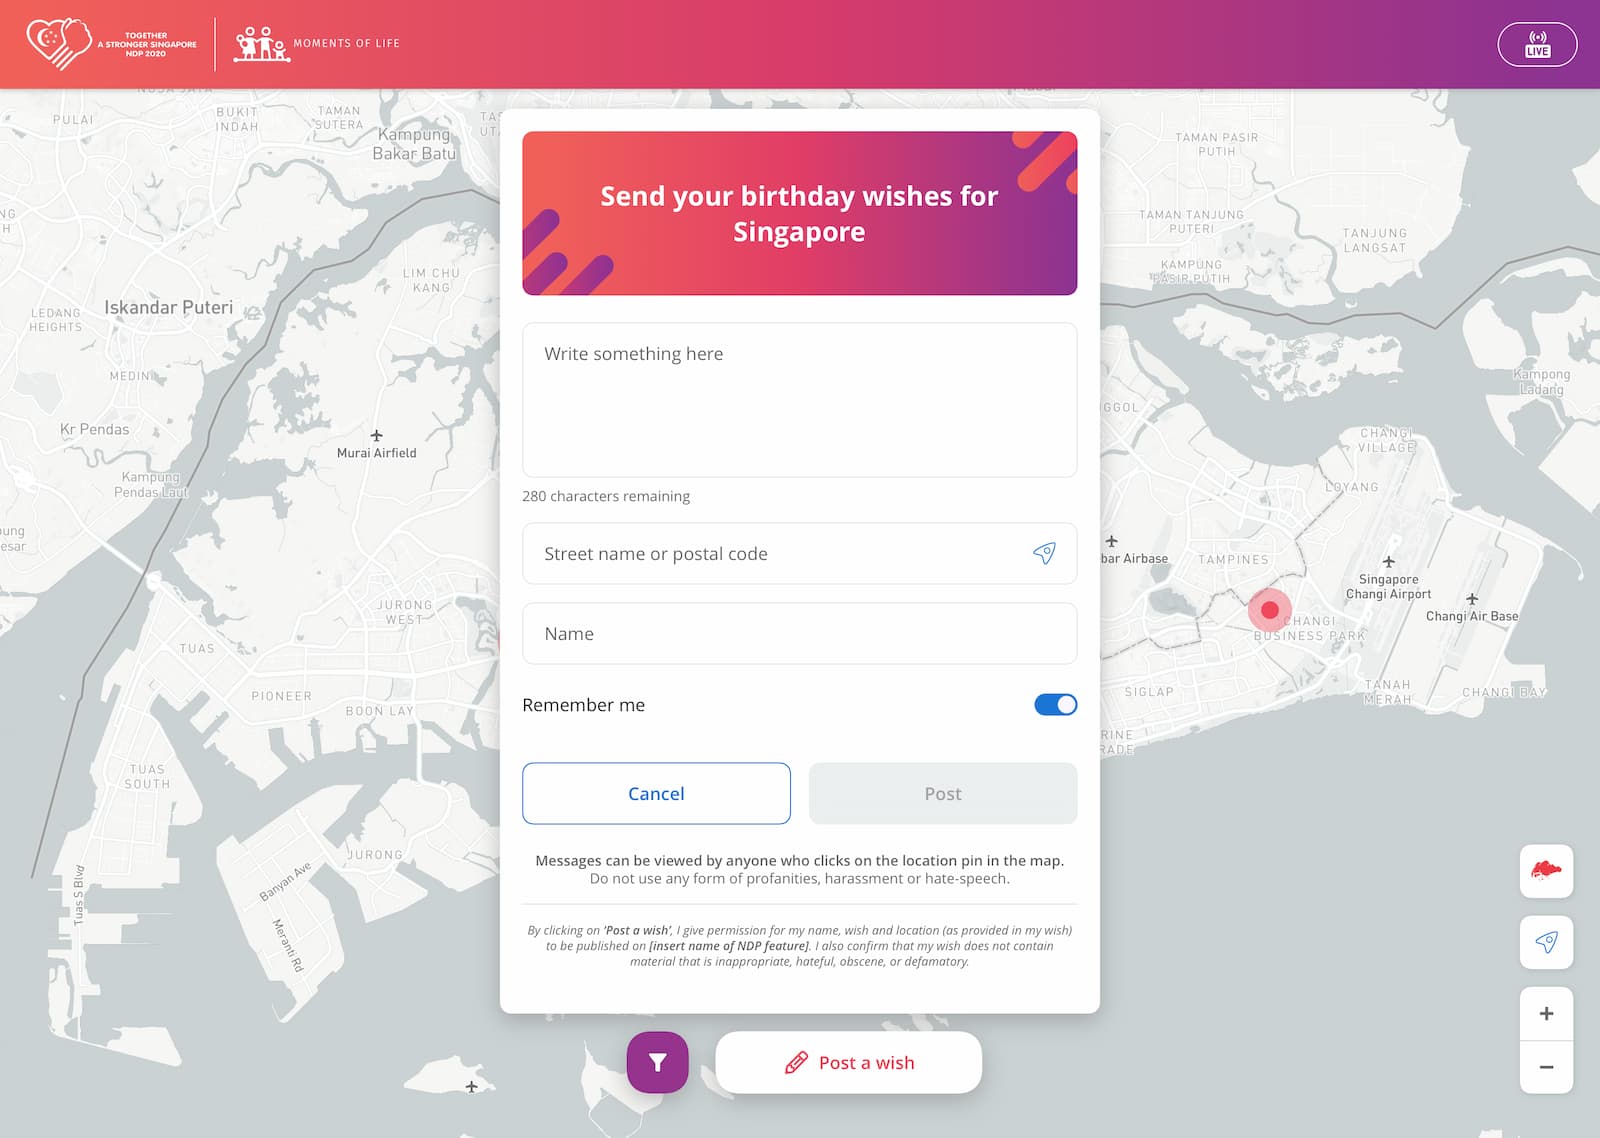 TOGETHER
A STRONGER SINGAPORE
NDP 2020
MOMENTS OF LIFE
LIVE
PULAI
BUKIT
INDAH
TAMAN
SUTERA
Kampung
Bakar Batu
TAMAN PASIR
PUTIH
TAMAN TANJUNG
PUTERI
TANJUNG
LANGSAT
KAMPUNG
PASIR PUTIH
LIM CHU
KANG
Iskandar Puteri
LEDANG
HEIGHTS
MEDINI
Kr Pendas
Murai Airfield
Kampung
Pendas Laut
Kampong
Ladang
CHANGI
VILLAGE
LOYANG
Send your birthday wishes for
Singapore
Write something here
280 characters remaining
Street name or postal code
Name
Remember me
Cancel
Post
Messages can be viewed by anyone who clicks on the location pin in the map.
Do not use any form of profanities, harassment or hate-speech.
By clicking on 'Post a wish', I give permission for my name, wish and location (as provided in my wish)
to be published on [insert name of NDP feature]. I also confirm that my wish does not contain
material that is inappropriate, hateful, obscene, or defamatory.
bar Airbase
TAMPINES
Singapore
Changi Airport
Changi Air Base
CHANGI
BUSINESS PARK
SIGLAP
TANAH
MERAH
CHANGI BAY
RINE
RADE
JURONG
WEST
TUAS
PIONEER
BOON LAY
TUAS
SOUTH
JURONG
Banyan Ave
Meranti Rd
Tuas S Blvd
Post a wish
+
−